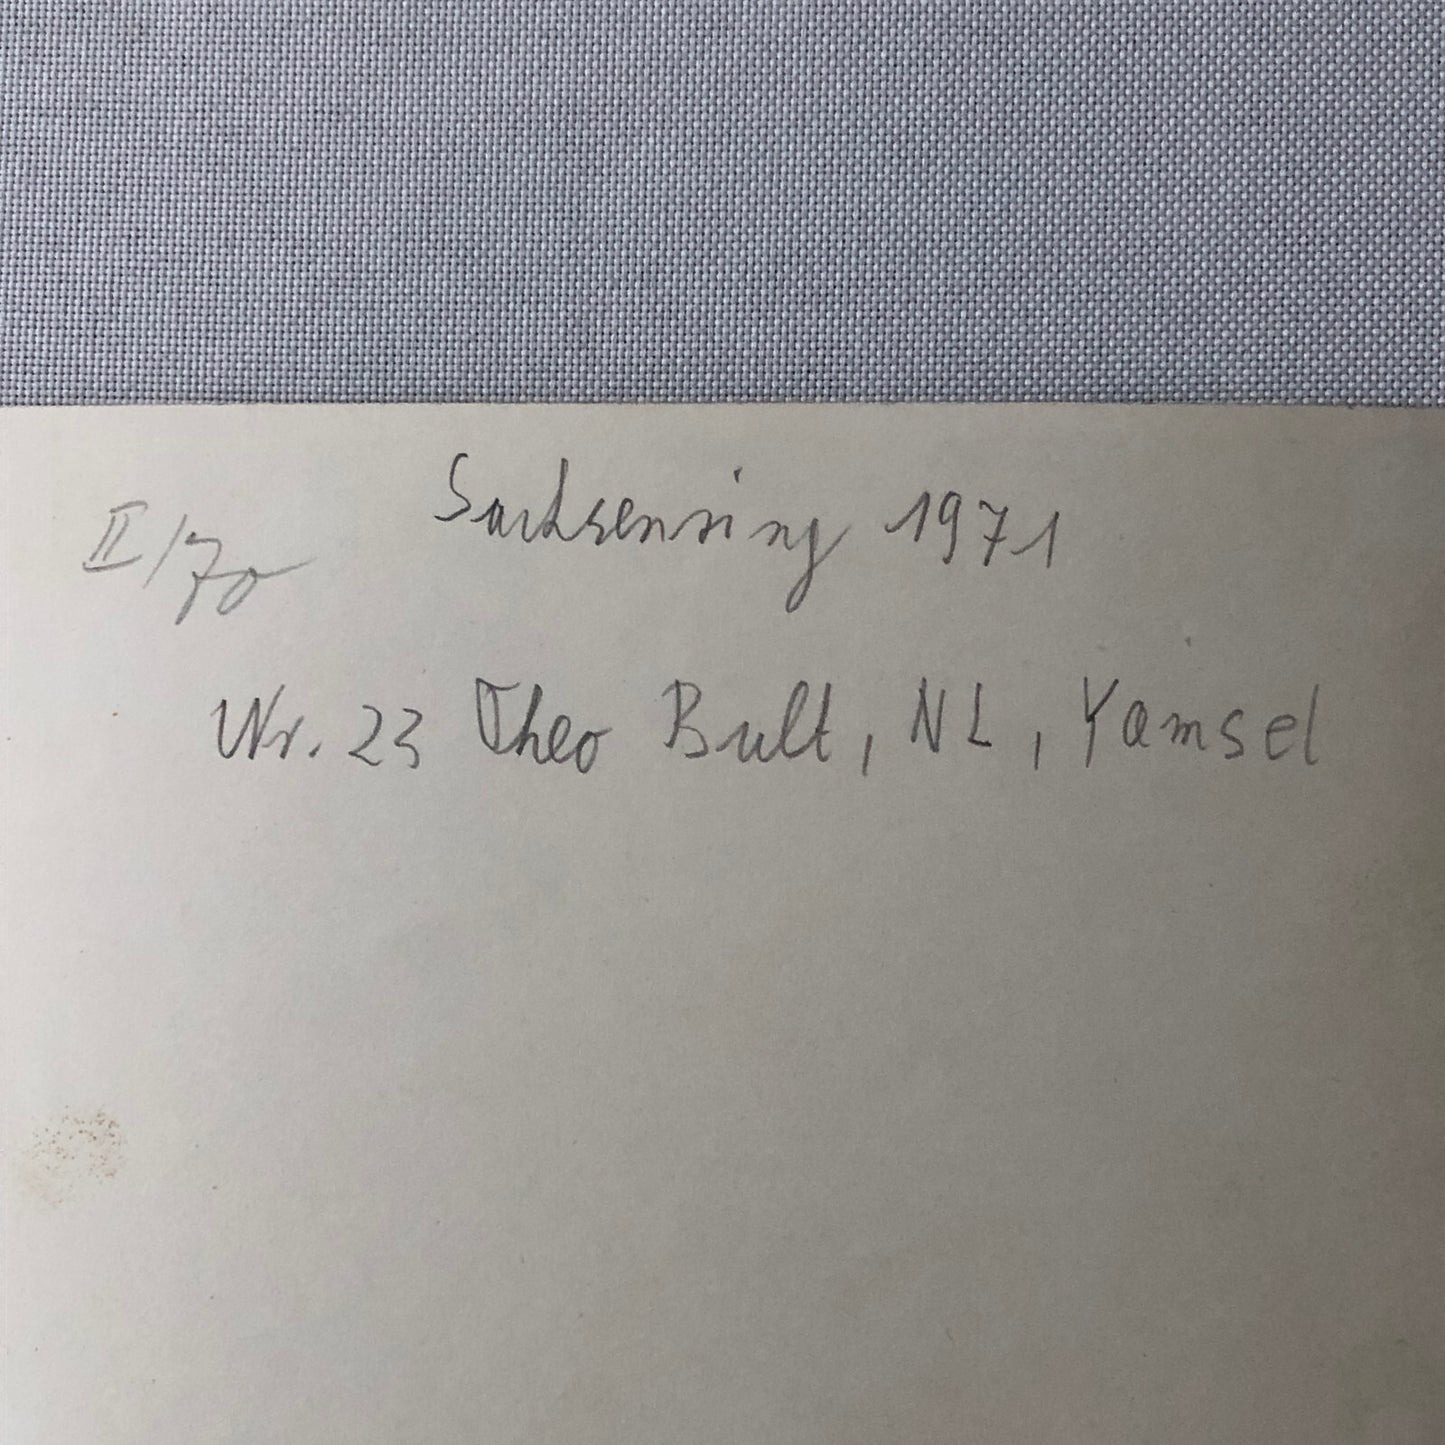 Sachsenring 1971
II/70
Nr. 23 Theo Bult, NL, Yamsel